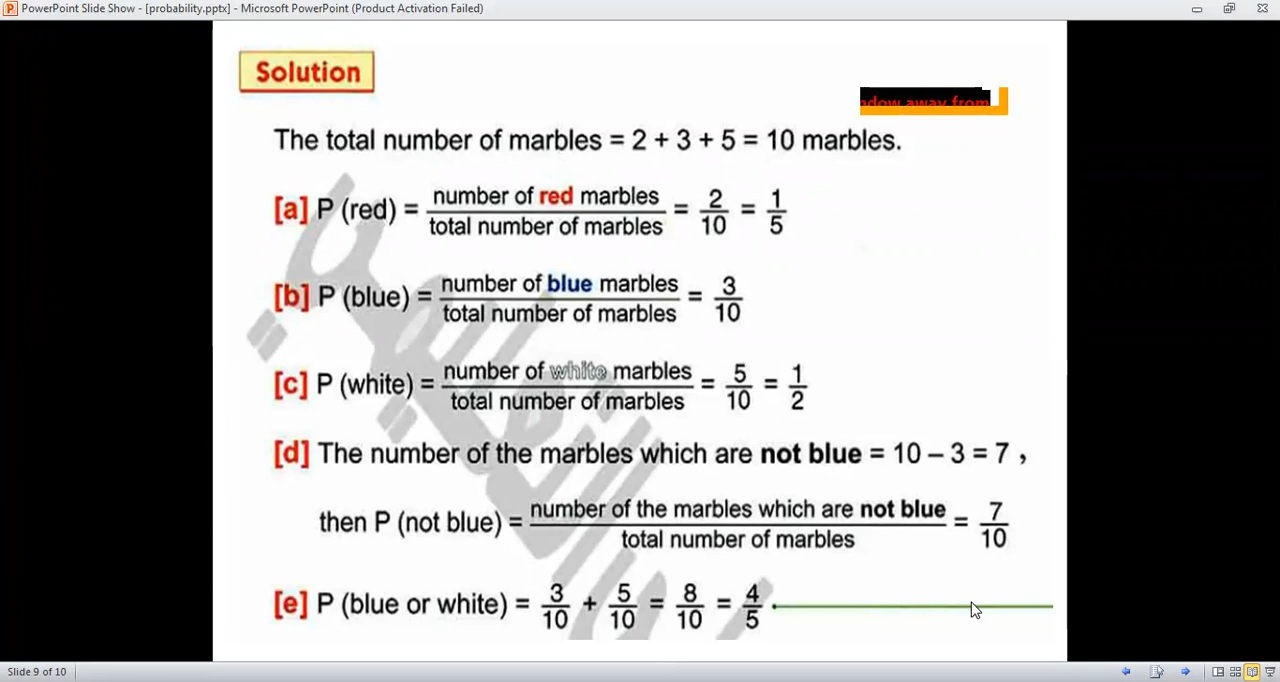 PowerPoint Slide Show - [probability.pptx] - Microsoft PowerPoint (Product Activation Failed)
Solution
away from
The total number of marbles = 2 + 3 + 5 = 10 marbles.
[a] P (red) = number of red marbles / total number of marbles = 2/10 = 1/5
[b] P (blue) = number of blue marbles / total number of marbles = 3/10
[c] P (white) = number of white marbles / total number of marbles = 5/10 = 1/2
[d] The number of the marbles which are not blue = 10 – 3 = 7 ,
then P (not blue) = number of the marbles which are not blue / total number of marbles = 7/10
[e] P (blue or white) = 3/10 + 5/10 = 8/10 = 4/5
Slide 9 of 10